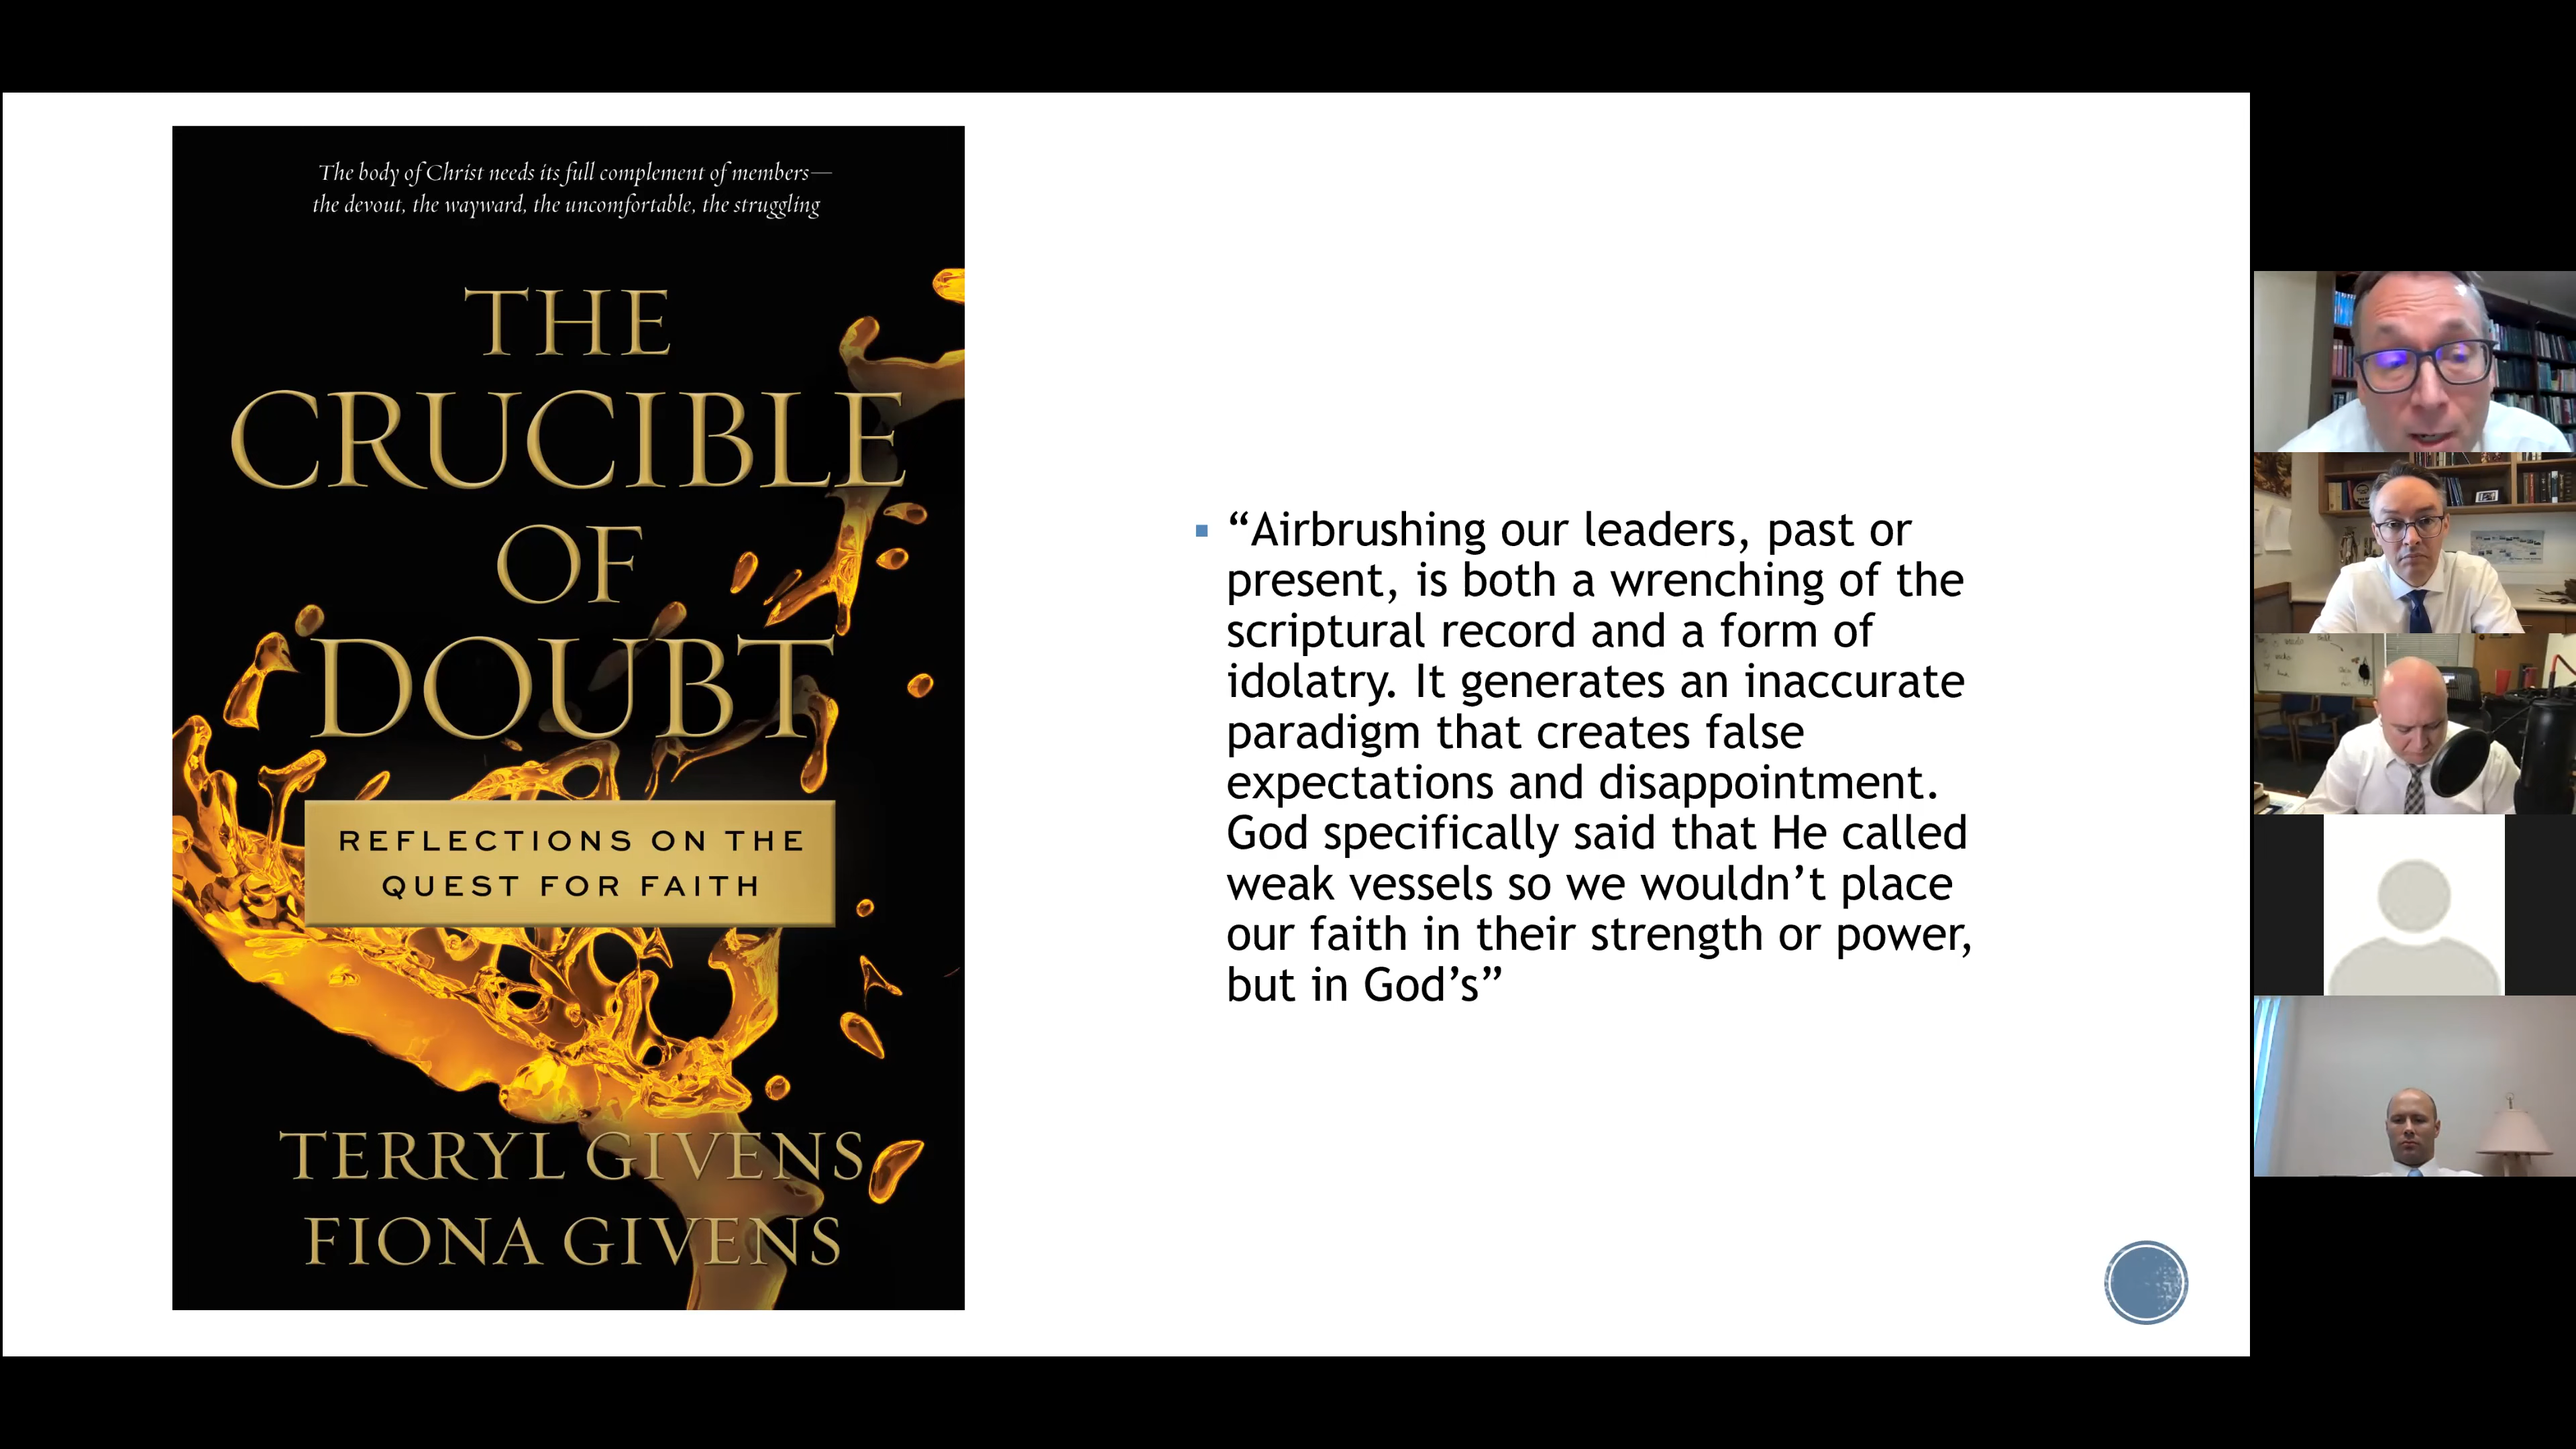 The body of Christ needs its full complement of members—
the devout, the wayward, the uncomfortable, the struggling
THE
CRUCIBLE
OF
DOUBT
REFLECTIONS ON THE
QUEST FOR FAITH
TERRYL GIVENS
FIONA GIVENS
▪ “Airbrushing our leaders, past or
present, is both a wrenching of the
scriptural record and a form of
idolatry. It generates an inaccurate
paradigm that creates false
expectations and disappointment.
God specifically said that He called
weak vessels so we wouldn’t place
our faith in their strength or power,
but in God’s”